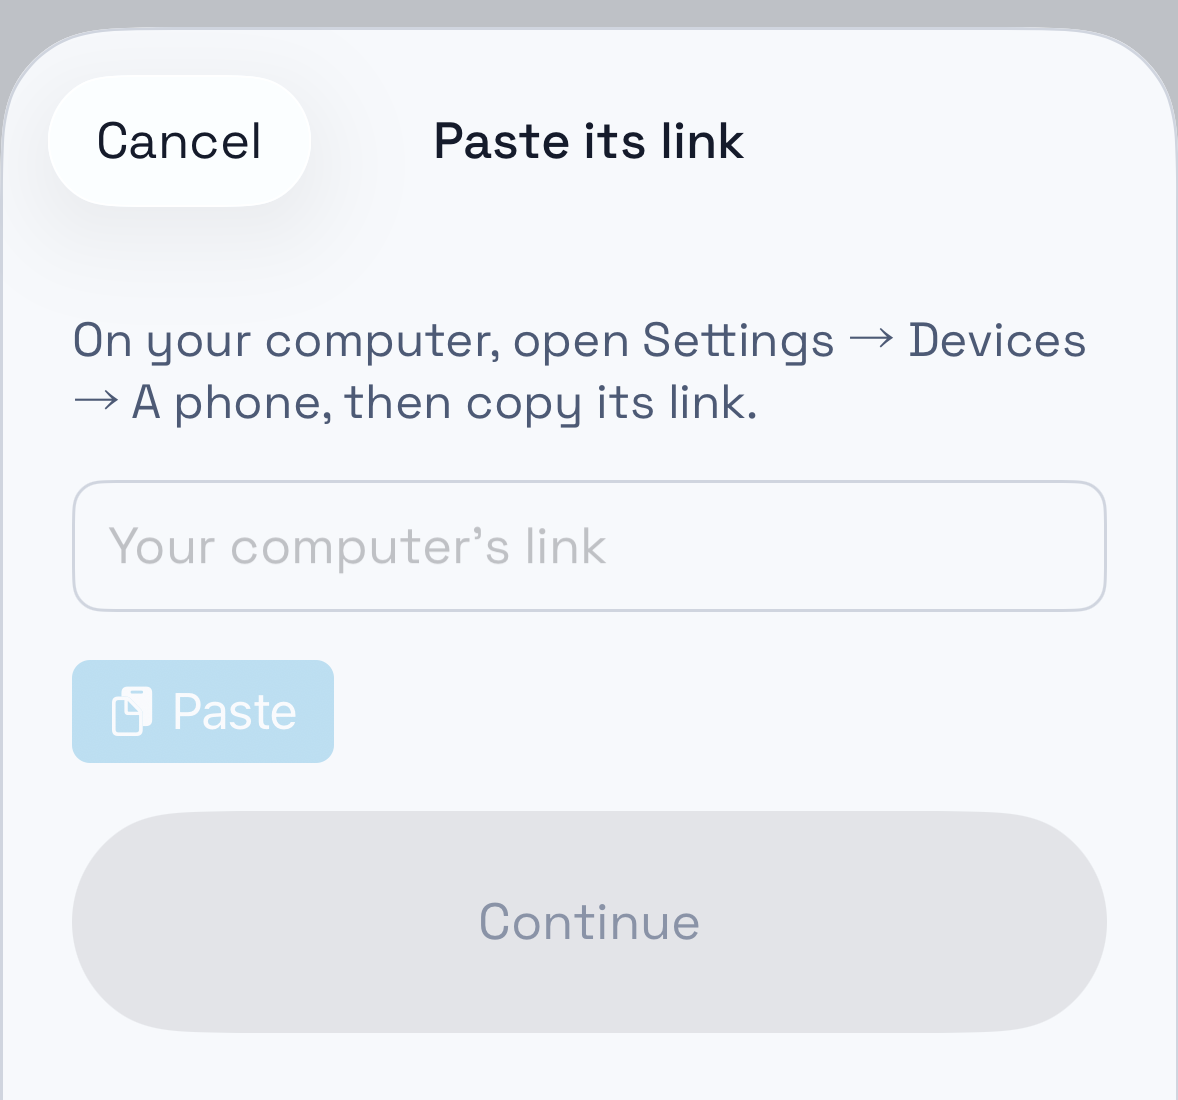 Cancel
Paste its link
On your computer, open Settings → Devices
→ A phone, then copy its link.
Your computer’s link
Paste
Continue